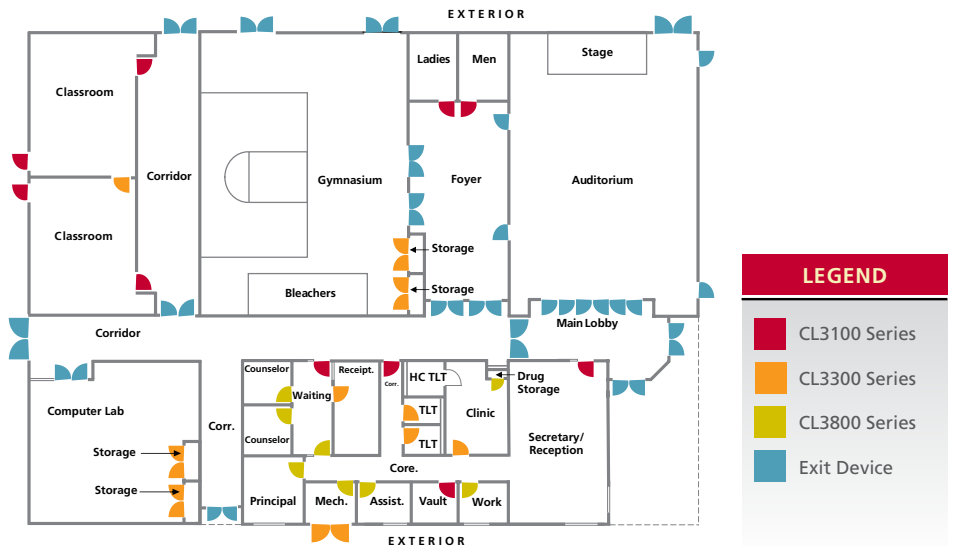 EXTERIOR
Ladies
Men
Stage
Classroom
Corridor
Gymnasium
Foyer
Auditorium
Classroom
Storage
Storage
Bleachers
Main Lobby
Corridor
Counselor
Receipt.
Corr.
HC TLT
Drug
Storage
Waiting
Computer Lab
TLT
Clinic
Corr.
Counselor
TLT
Secretary/
Reception
Storage
Core.
Storage
Principal
Mech.
Assist.
Vault
Work
EXTERIOR
LEGEND
CL3100 Series
CL3300 Series
CL3800 Series
Exit Device